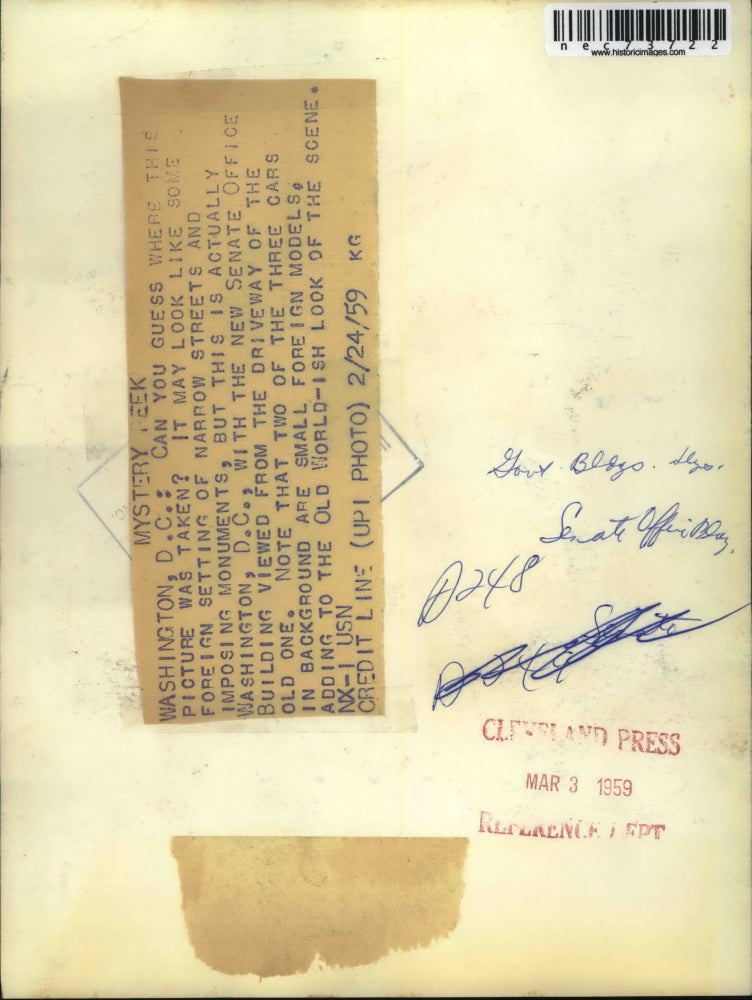 nec73722
www.historicimages.com
MYSTERY PEEK
WASHINGTON, D.C.: CAN YOU GUESS WHERE THIS
PICTURE WAS TAKEN? IT MAY LOOK LIKE SOME
FOREIGN SETTING OF NARROW STREETS AND
IMPOSING MONUMENTS, BUT THIS IS ACTUALLY
WASHINGTON, D.C., WITH THE NEW SENATE OFFICE
BUILDING VIEWED FROM THE DRIVEWAY OF THE
OLD ONE. NOTE THAT TWO OF THE THREE CARS
IN BACKGROUND ARE SMALL FOREIGN MODELS,
ADDING TO THE OLD WORLD-ISH LOOK OF THE SCENE.
NX-1 USN
CREDIT LINE (UPI PHOTO) 2/24/59 KG
Govt Bldgs.
Senate Office Bldg.
D248
CLEVELAND PRESS
MAR 3 1959
REFERENCE DEPT